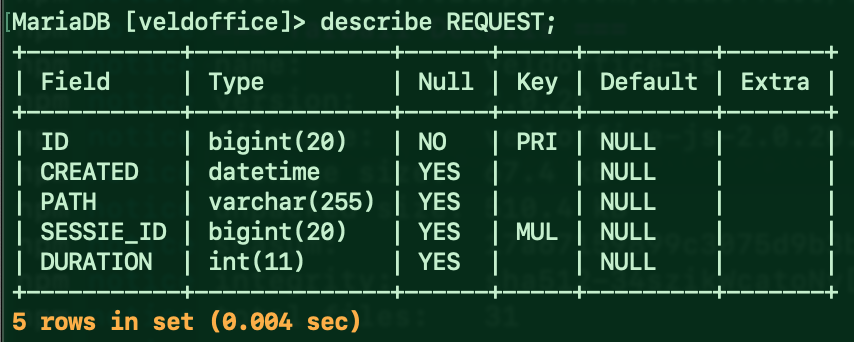 MariaDB [veldoffice]> describe REQUEST;
+------------+--------------+------+-----+---------+-------+
| Field      | Type         | Null | Key | Default | Extra |
+------------+--------------+------+-----+---------+-------+
| ID         | bigint(20)   | NO   | PRI | NULL    |       |
| CREATED    | datetime     | YES  |     | NULL    |       |
| PATH       | varchar(255) | YES  |     | NULL    |       |
| SESSIE_ID  | bigint(20)   | YES  | MUL | NULL    |       |
| DURATION   | int(11)      | YES  |     | NULL    |       |
+------------+--------------+------+-----+---------+-------+
5 rows in set (0.004 sec)